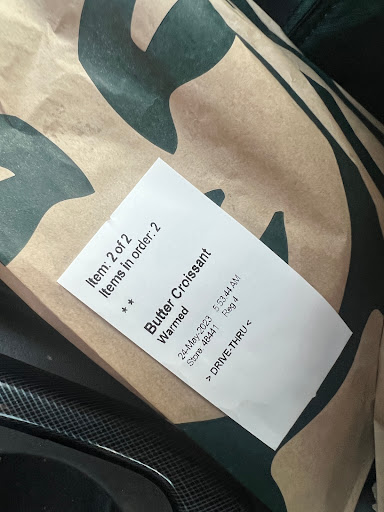 Item: 2 of 2
Items in order: 2
* *
Butter Croissant
Warmed
24-May-2023 5:53:44 AM
Store 48441 Reg 4
> DRIVE-THRU <